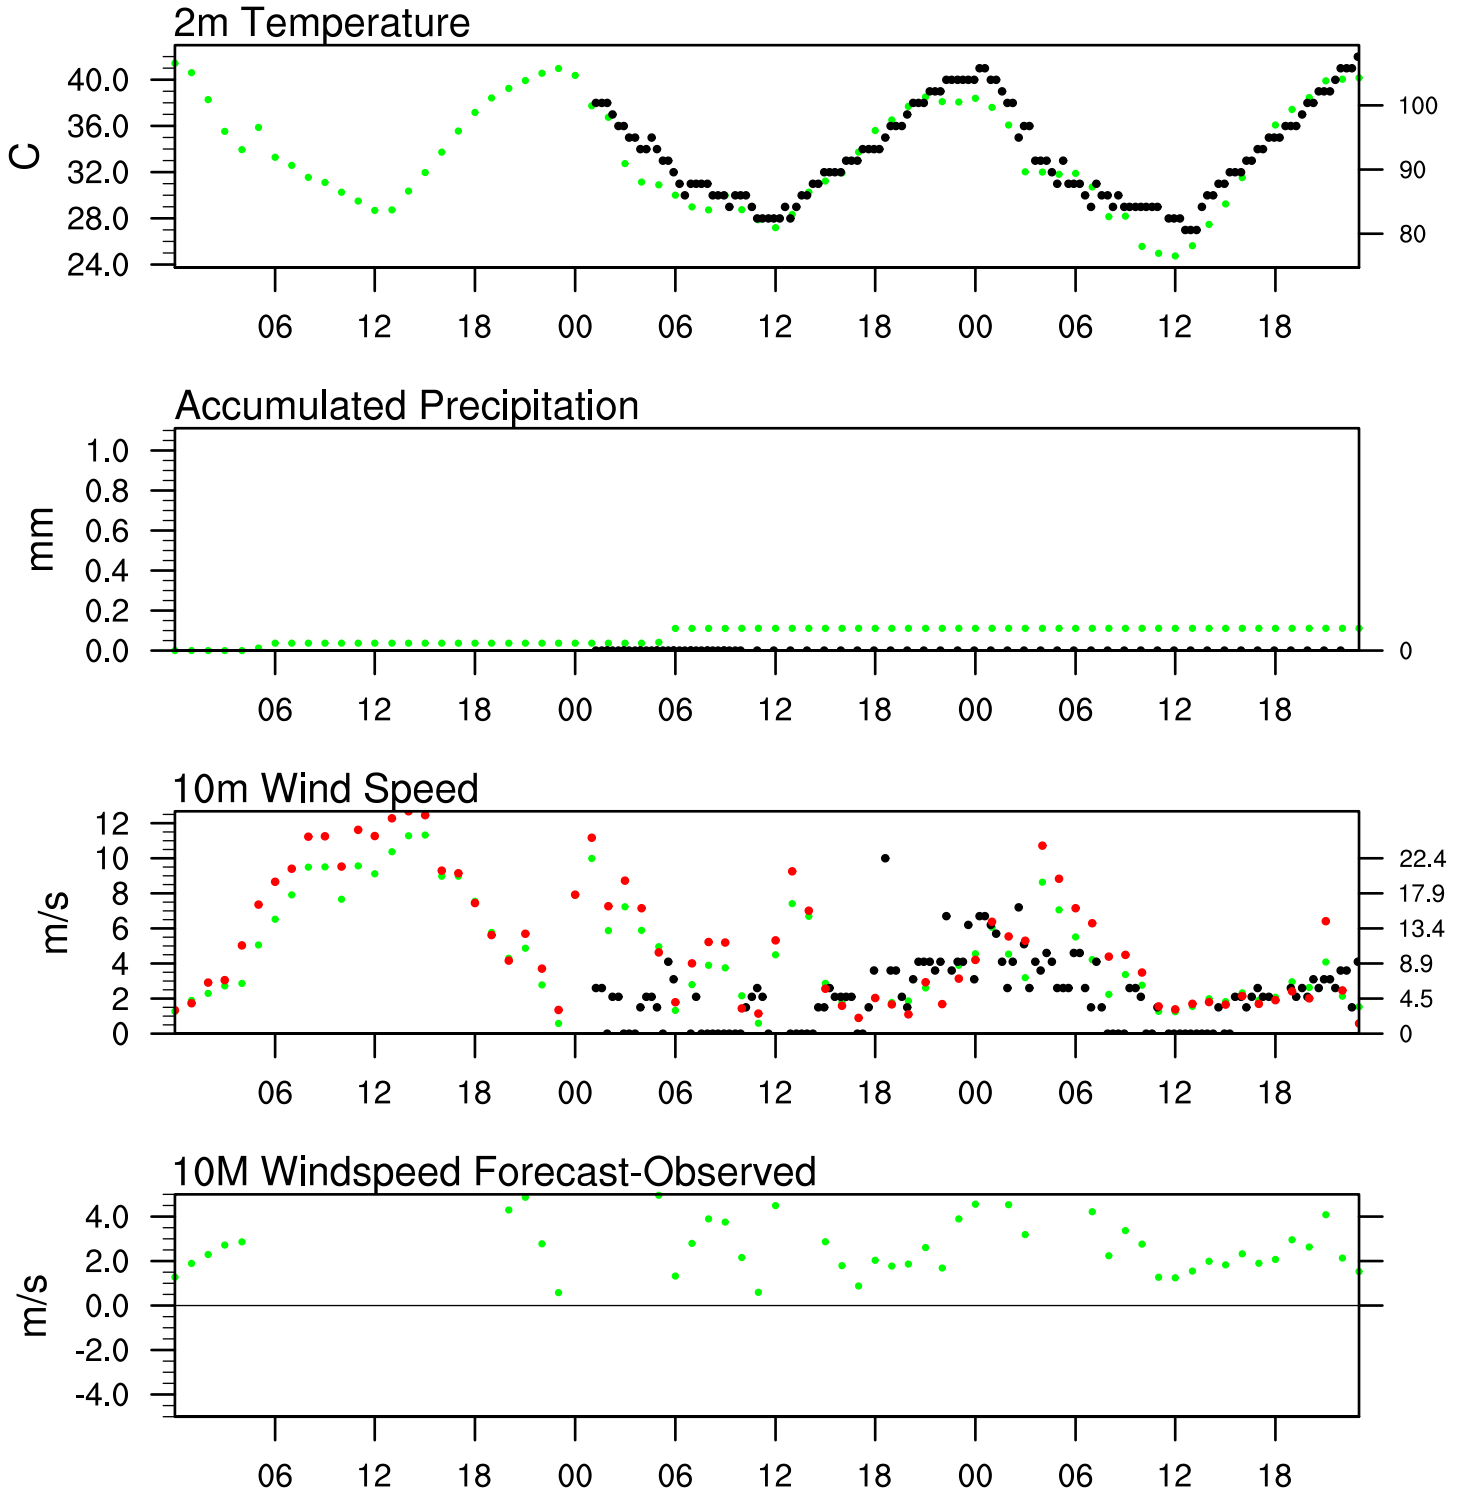 2m Temperature
40.0
36.0
32.0
28.0
24.0
C
100
90
80
06 12 18 00 06 12 18 00 06 12 18
Accumulated Precipitation
1.0
0.8
0.6
0.4
0.2
0.0
mm
0
06 12 18 00 06 12 18 00 06 12 18
10m Wind Speed
12
10
8
6
4
2
0
m/s
22.4
17.9
13.4
8.9
4.5
0
06 12 18 00 06 12 18 00 06 12 18
10M Windspeed Forecast-Observed
4.0
2.0
0.0
-2.0
-4.0
m/s
06 12 18 00 06 12 18 00 06 12 18